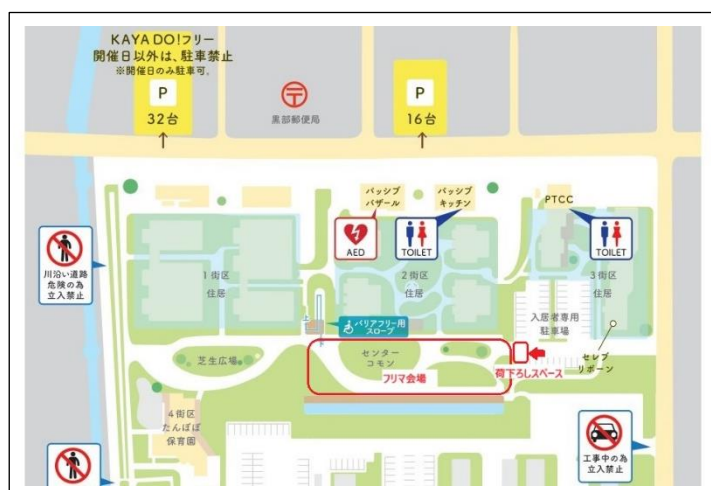 KAYA DO!フリー
開催日以外は、駐車禁止
※開催日のみ駐車可。
P
32台
黒部郵便局
P
16台
パッシブ
バザール
パッシブ
キッチン
PTCC
AED
TOILET
TOILET
川沿い道路
危険の為
立入禁止
1街区
住居
2街区
住居
3街区
住居
入居者専用
駐車場
バリアフリー用
スロープ
芝生広場
センター
コモン
フリマ会場
荷下ろしスペース
セレブ
リボーン
4街区
たんぽぽ
保育園
工事中の為
立入禁止